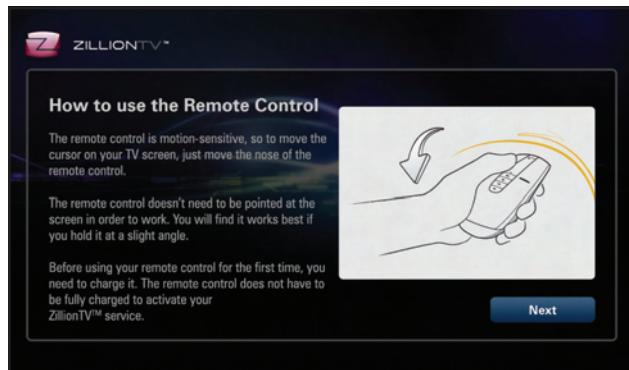 Z ZILLIONTV™
How to use the Remote Control
The remote control is motion-sensitive, so to move the
cursor on your TV screen, just move the nose of the
remote control.
The remote control doesn't need to be pointed at the
screen in order to work. You will find it works best if
you hold it at a slight angle.
Before using your remote control for the first time, you
need to charge it. The remote control does not have to
be fully charged to activate your
ZillionTV™ service.
Next